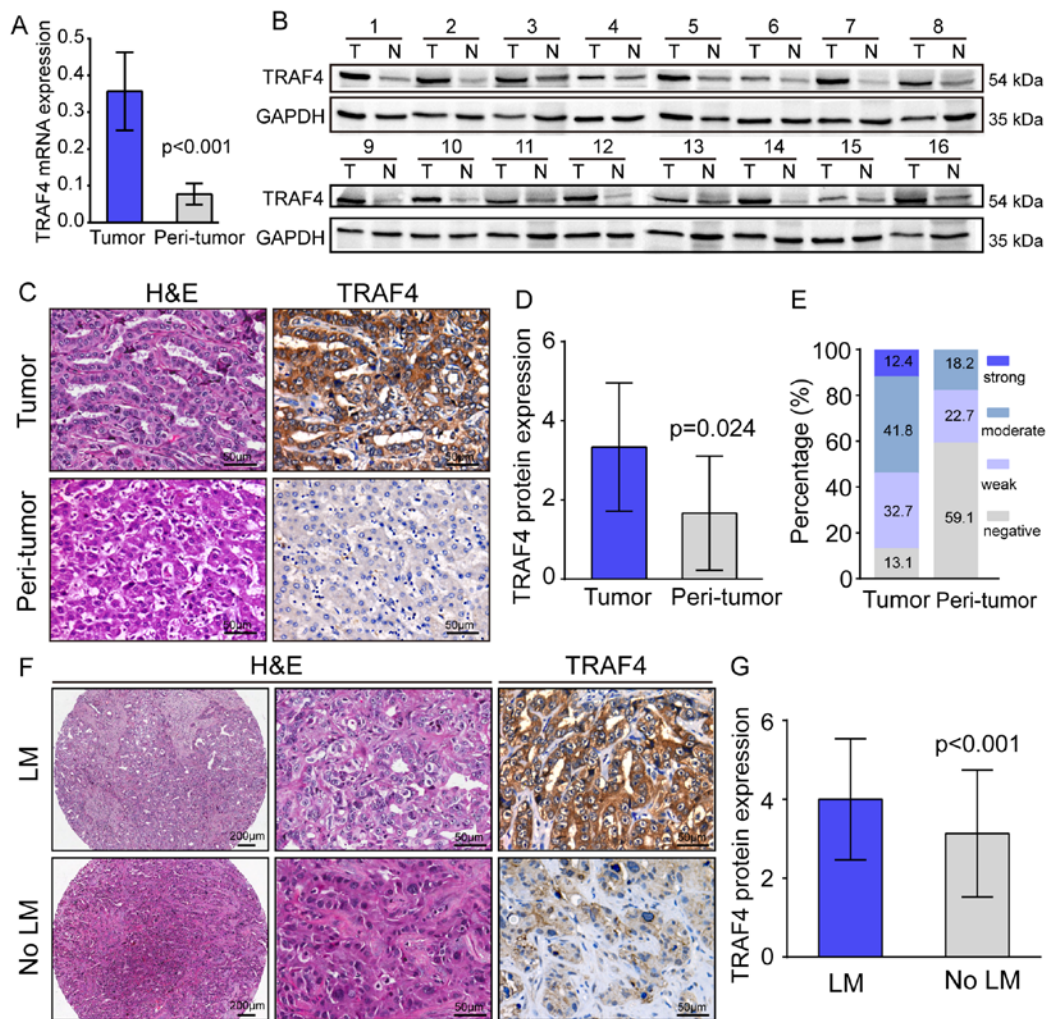 A
TRAF4 mRNA expression
0.5
0.4
0.3
0.2
0.1
0.0
p<0.001
Tumor Peri-tumor
B
1 2 3 4 5 6 7 8
T N T N T N T N T N T N T N T N
TRAF4 54 kDa
GAPDH 35 kDa
9 10 11 12 13 14 15 16
T N T N T N T N T N T N T N T N
TRAF4 54 kDa
GAPDH 35 kDa
C
H&E TRAF4
Tumor
50μm 50μm
Peri-tumor
50μm 50μm
D
TRAF4 protein expression
6
4
2
0
p=0.024
Tumor Peri-tumor
E
Percentage (%)
100
80
60
40
20
0
12.4
41.8
32.7
13.1
18.2
22.7
59.1
strong
moderate
weak
negative
Tumor Peri-tumor
F
H&E TRAF4
LM
200μm 50μm 50μm
No LM
200μm 50μm 50μm
G
TRAF4 protein expression
6
4
2
0
p<0.001
LM No LM